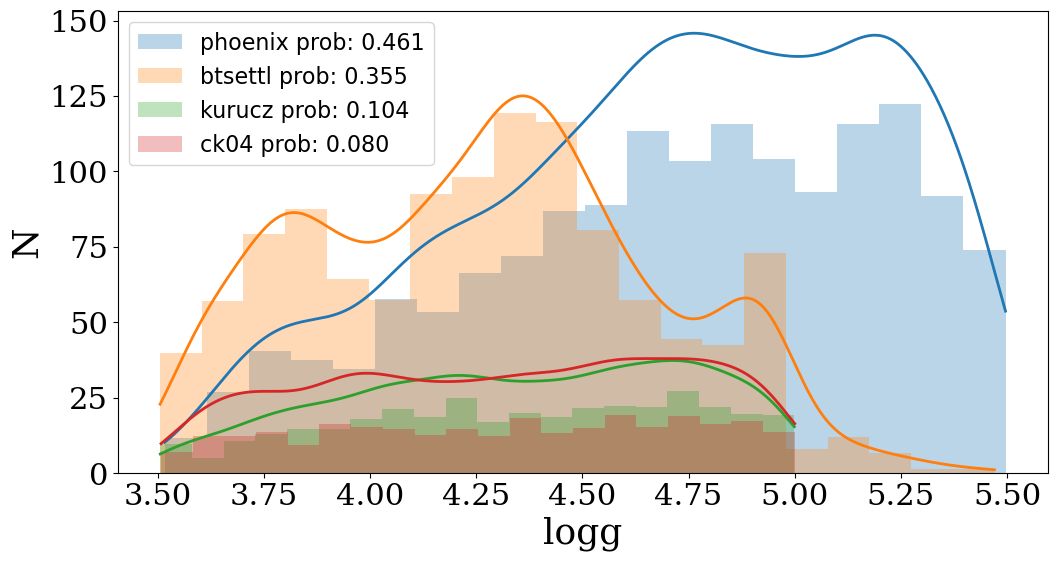 150
125
100
75
50
25
0
N
phoenix prob: 0.461
btsettl prob: 0.355
kurucz prob: 0.104
ck04 prob: 0.080
3.50 3.75 4.00 4.25 4.50 4.75 5.00 5.25 5.50
logg